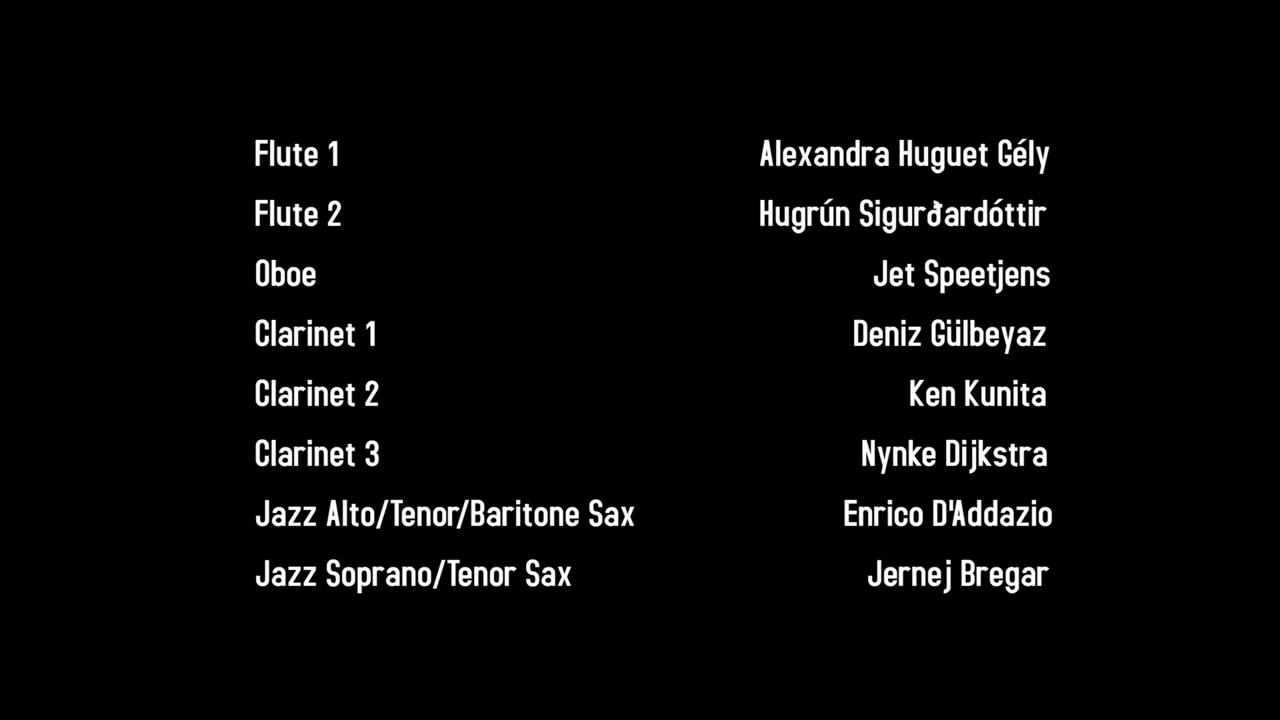 Flute 1 Alexandra Huguet Gély
Flute 2 Hugrún Sigurðardóttir
Oboe Jet Speetjens
Clarinet 1 Deniz Gülbeyaz
Clarinet 2 Ken Kunita
Clarinet 3 Nynke Dijkstra
Jazz Alto/Tenor/Baritone Sax Enrico D'Addazio
Jazz Soprano/Tenor Sax Jernej Bregar